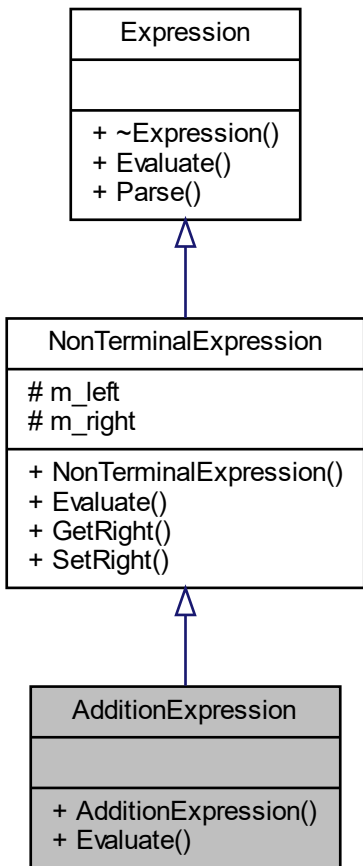 Expression
+ ~Expression()
+ Evaluate()
+ Parse()
NonTerminalExpression
# m_left
# m_right
+ NonTerminalExpression()
+ Evaluate()
+ GetRight()
+ SetRight()
AdditionExpression
+ AdditionExpression()
+ Evaluate()